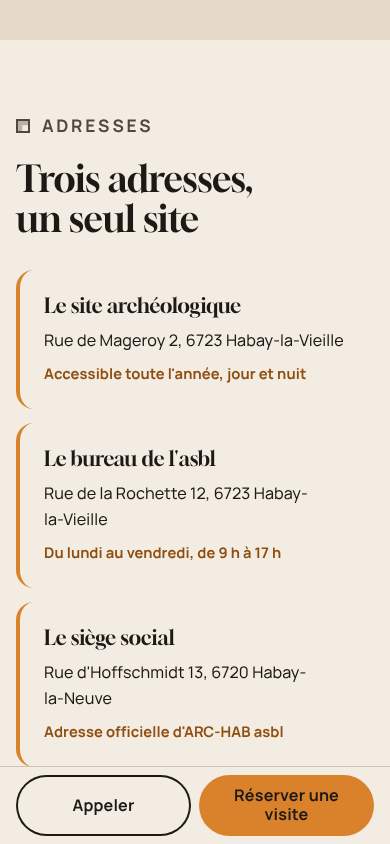 ADRESSES
Trois adresses,
un seul site
Le site archéologique
Rue de Mageroy 2, 6723 Habay-la-Vieille
Accessible toute l'année, jour et nuit
Le bureau de l'asbl
Rue de la Rochette 12, 6723 Habay-
la-Vieille
Du lundi au vendredi, de 9 h à 17 h
Le siège social
Rue d'Hoffschmidt 13, 6720 Habay-
la-Neuve
Adresse officielle d'ARC-HAB asbl
Appeler
Réserver une
visite